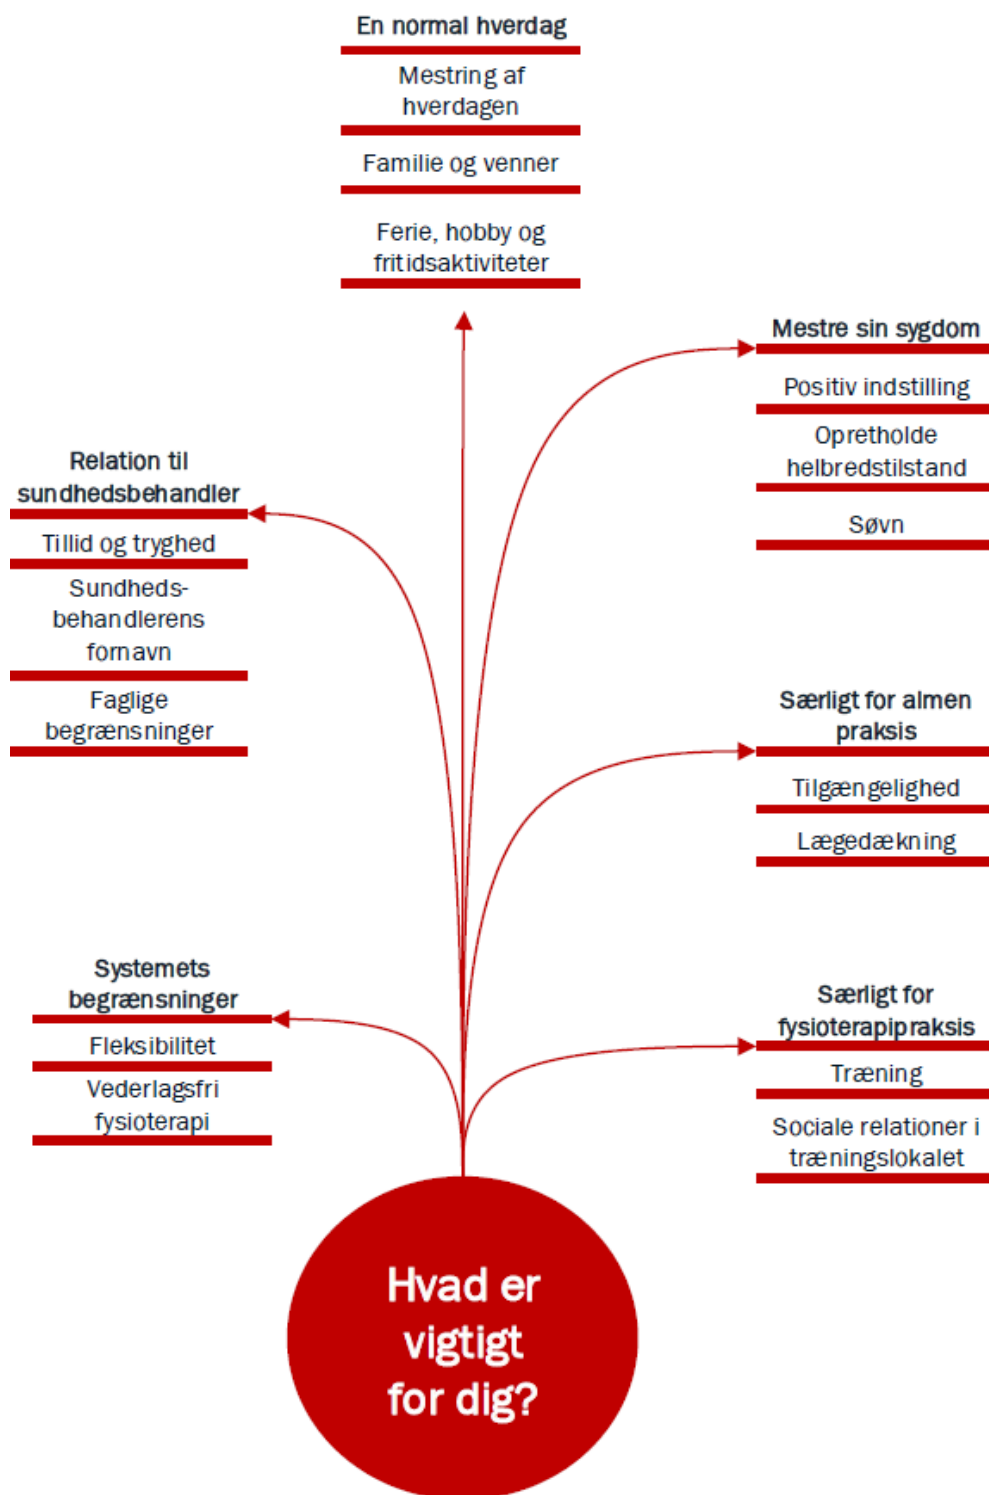 En normal hverdag
Mestring af
hverdagen
Familie og venner
Ferie, hobby og
fritidsaktiviteter
Mestre sin sygdom
Positiv indstilling
Opretholde
helbredstilstand
Søvn
Relation til
sundhedsbehandler
Tillid og tryghed
Sundheds-
behandlerens
fornavn
Faglige
begrænsninger
Særligt for almen
praksis
Tilgængelighed
Lægedækning
Systemets
begrænsninger
Fleksibilitet
Vederlagsfri
fysioterapi
Særligt for
fysioterapipraksis
Træning
Sociale relationer i
træningslokalet
Hvad er
vigtigt
for dig?